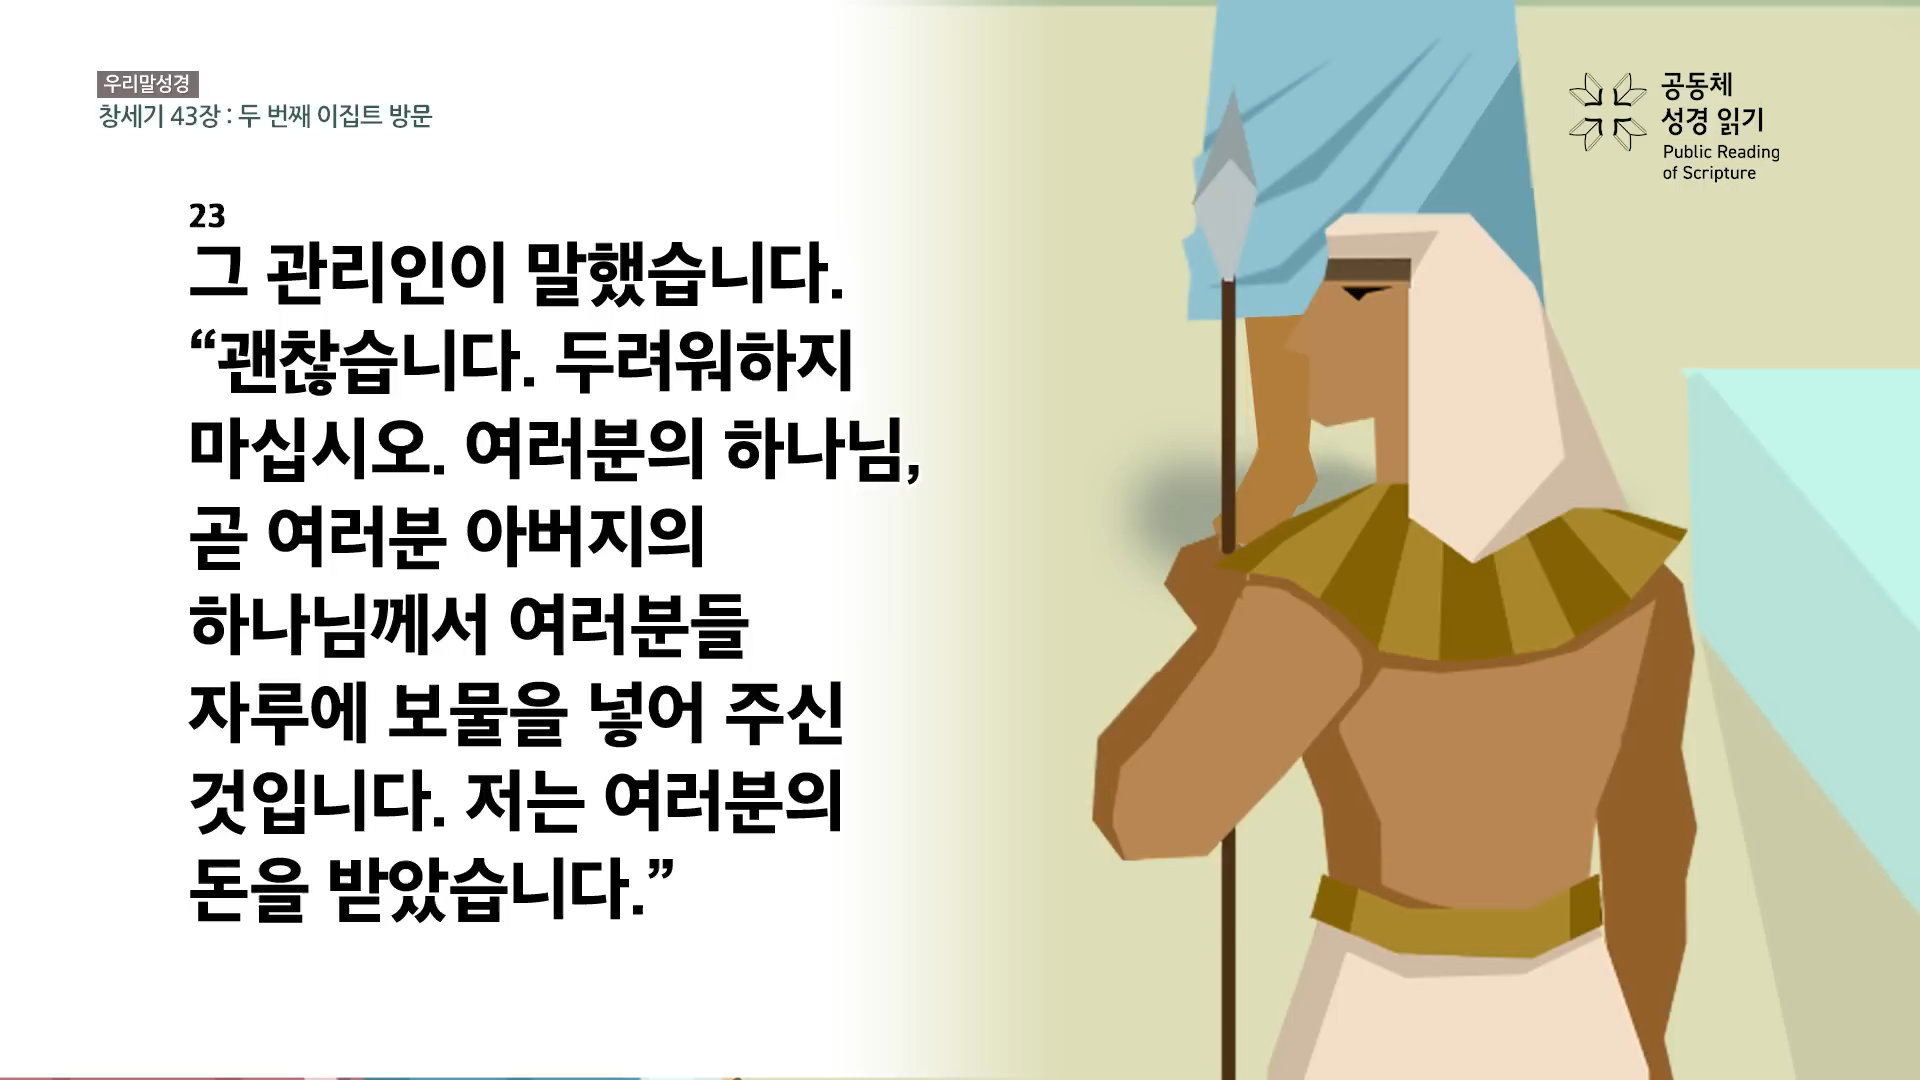 우리말성경
창세기 43장 : 두 번째 이집트 방문
공동체
성경 읽기
Public Reading
of Scripture
23
그 관리인이 말했습니다.
“괜찮습니다. 두려워하지
마십시오. 여러분의 하나님,
곧 여러분 아버지의
하나님께서 여러분들
자루에 보물을 넣어 주신
것입니다. 저는 여러분의
돈을 받았습니다.”